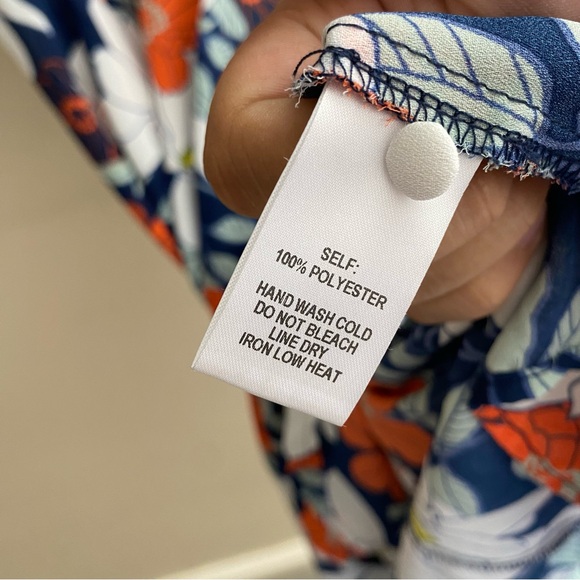 SELF:
100% POLYESTER
HAND WASH COLD
DO NOT BLEACH
LINE DRY
IRON LOW HEAT